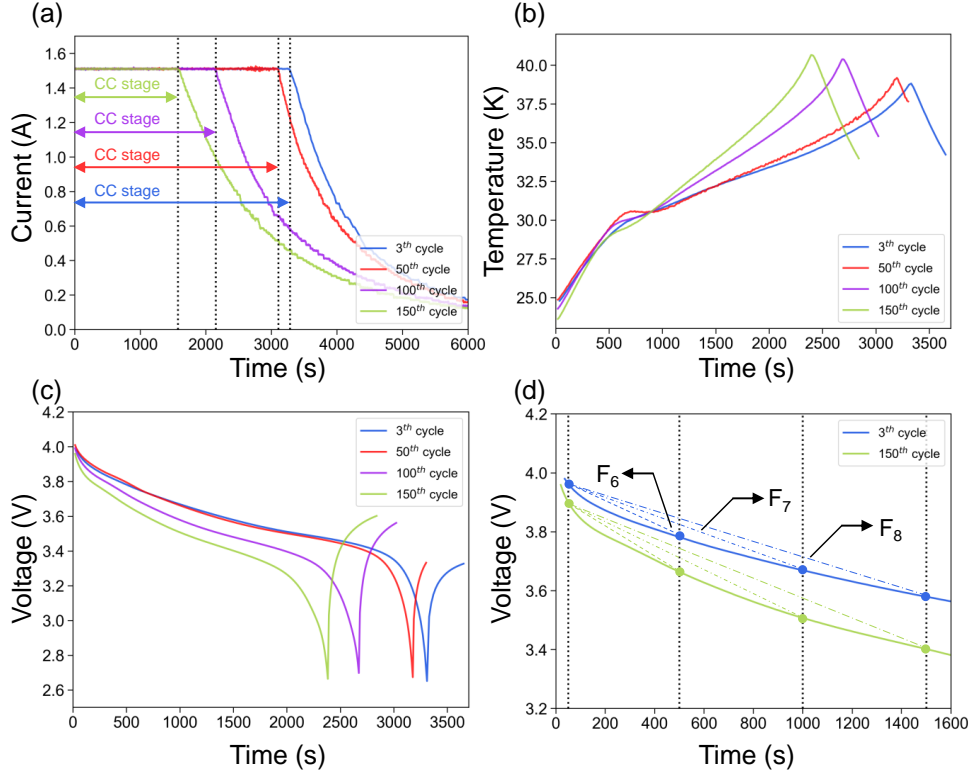 (a)
1.6
1.4
1.2
1.0
0.8
0.6
0.4
0.2
0.0
Current (A)
CC stage
CC stage
CC stage
CC stage
3th cycle
50th cycle
100th cycle
150th cycle
0 1000 2000 3000 4000 5000 6000
Time (s)
(b)
40.0
37.5
35.0
32.5
30.0
27.5
25.0
Temperature (K)
3th cycle
50th cycle
100th cycle
150th cycle
0 500 1000 1500 2000 2500 3000 3500
Time (s)
(c)
4.2
4.0
3.8
3.6
3.4
3.2
3.0
2.8
2.6
Voltage (V)
3th cycle
50th cycle
100th cycle
150th cycle
0 500 1000 1500 2000 2500 3000 3500
Time (s)
(d)
4.2
4.0
3.8
3.6
3.4
3.2
Voltage (V)
3th cycle
150th cycle
F6
F7
F8
0 200 400 600 800 1000 1200 1400 1600
Time (s)